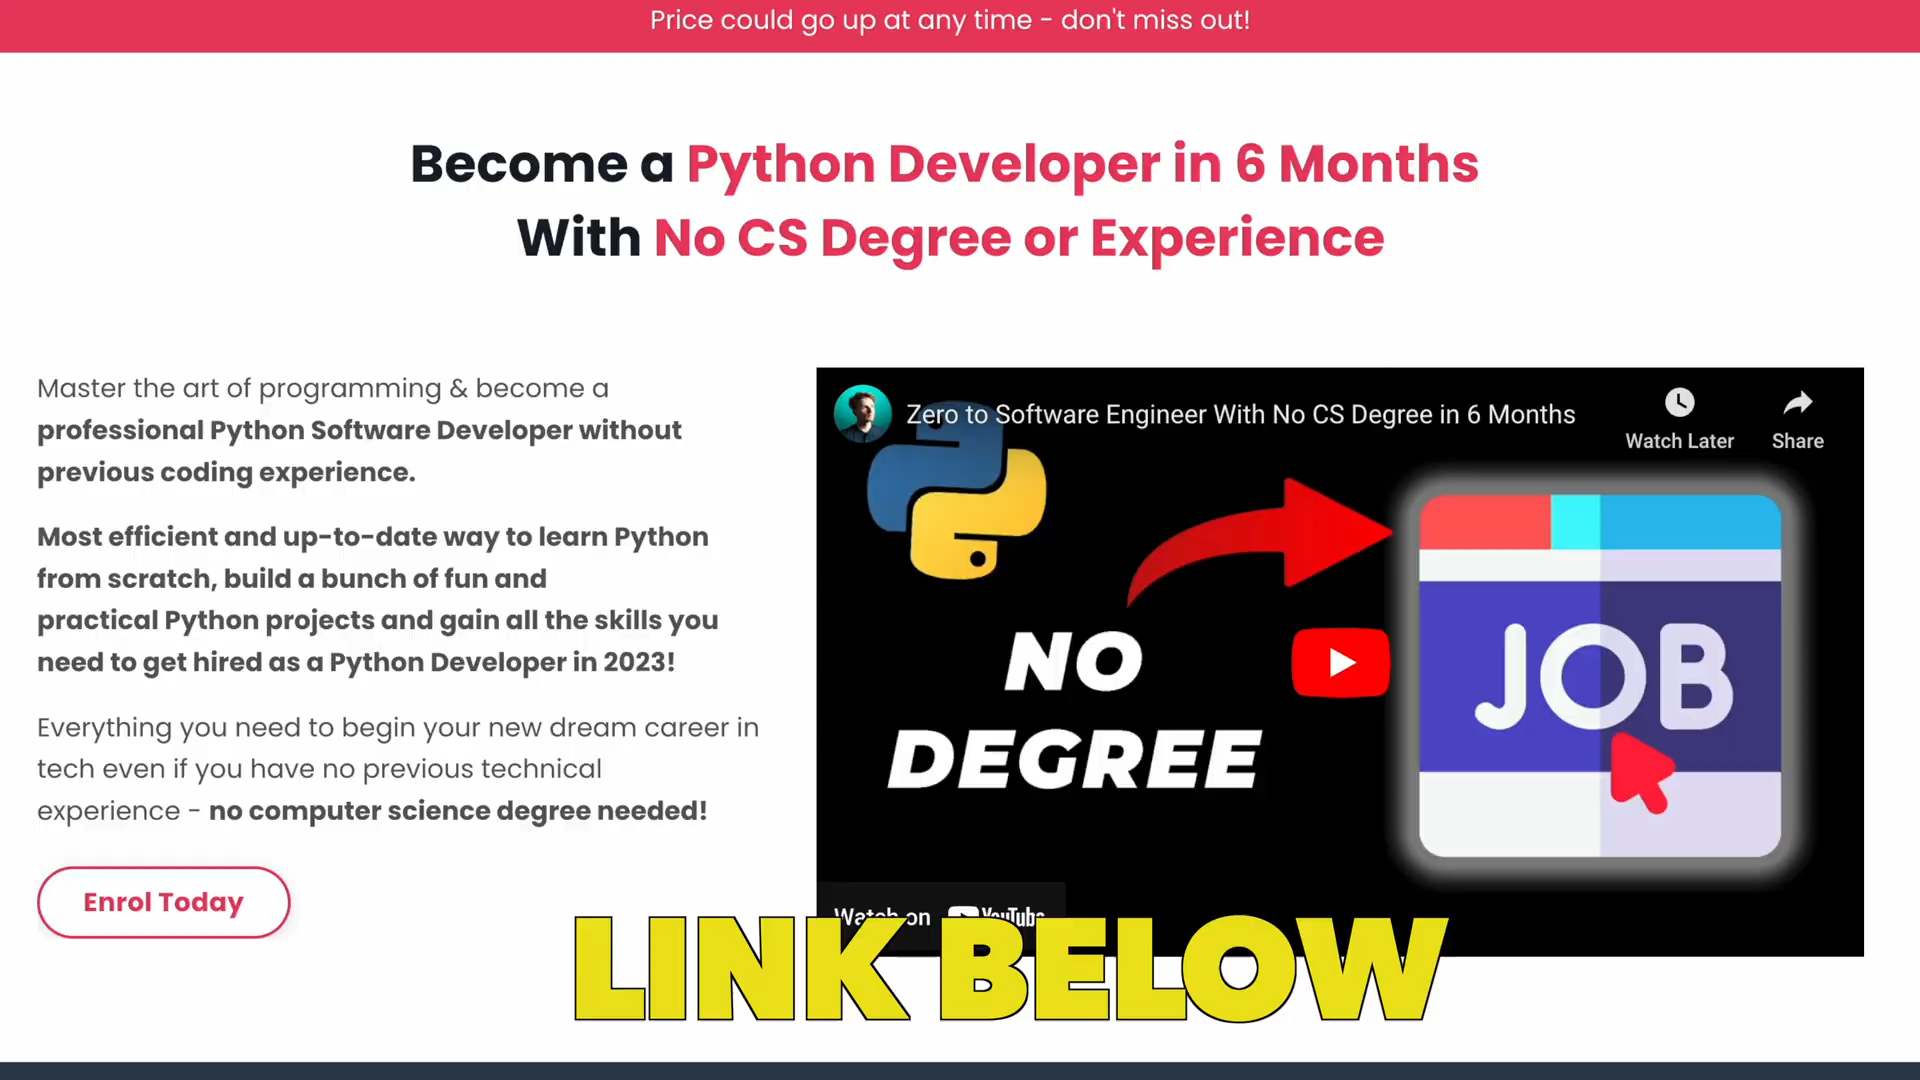 Price could go up at any time - don't miss out!
Become a Python Developer in 6 Months
With No CS Degree or Experience
Master the art of programming & become a
professional Python Software Developer without
previous coding experience.
Most efficient and up-to-date way to learn Python
from scratch, build a bunch of fun and
practical Python projects and gain all the skills you
need to get hired as a Python Developer in 2023!
Everything you need to begin your new dream career in
tech even if you have no previous technical
experience - no computer science degree needed!
Enrol Today
Zero to Software Engineer With No CS Degree in 6 Months
Watch Later
Share
NO
DEGREE
JOB
Watch on YouTube
LINK BELOW